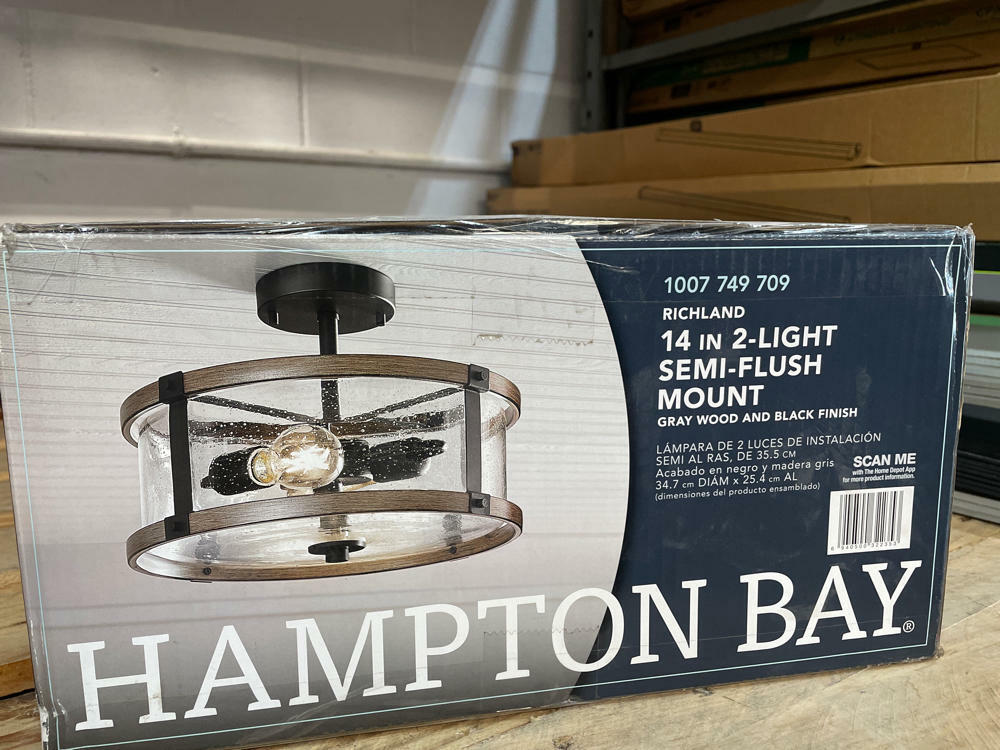 1007 749 709
RICHLAND
14 IN 2-LIGHT
SEMI-FLUSH
MOUNT
GRAY WOOD AND BLACK FINISH
LÁMPARA DE 2 LUCES DE INSTALACIÓN
SEMI AL RAS, DE 35.5 CM
Acabado en negro y madera gris
34.7 cm DIÁM x 25.4 cm AL
(dimensiones del producto ensamblado)
SCAN ME
with The Home Depot App
for more product information.
6 940500 322353
HAMPTON BAY®